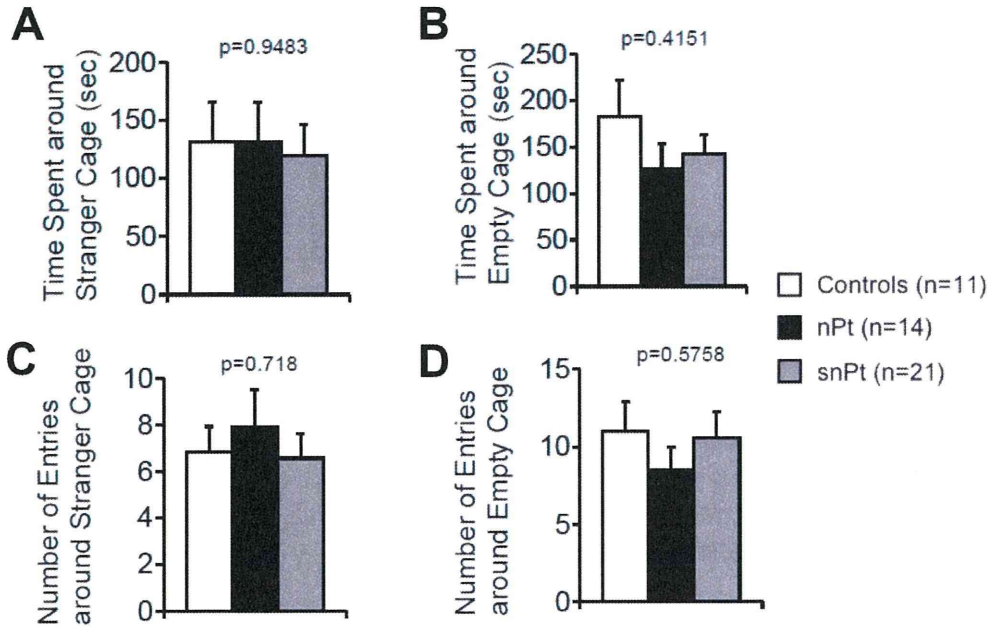 A
p=0.9483
Time Spent around
Stranger Cage (sec)
200
150
100
50
0
B
p=0.4151
Time Spent around
Empty Cage (sec)
250
200
150
100
50
0
Controls (n=11)
nPt (n=14)
snPt (n=21)
C
p=0.718
Number of Entries
around Stranger Cage
10
8
6
4
2
0
D
p=0.5758
Number of Entries
around Empty Cage
15
10
5
0